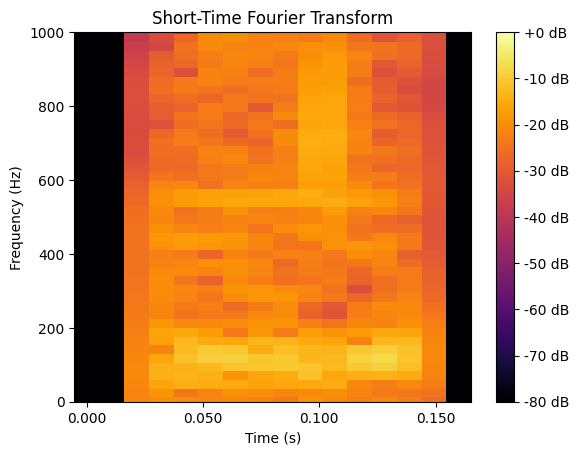 Short-Time Fourier Transform
1000
800
600
400
200
0
Frequency (Hz)
0.000
0.050
0.100
0.150
Time (s)
+0 dB
-10 dB
-20 dB
-30 dB
-40 dB
-50 dB
-60 dB
-70 dB
-80 dB